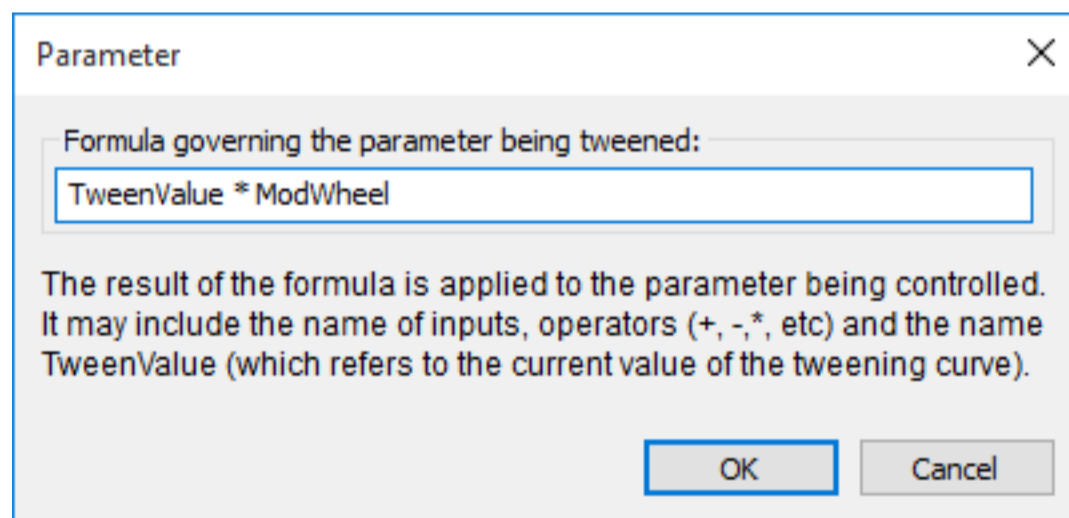 Parameter
Formula governing the parameter being tweened:
TweenValue * ModWheel
The result of the formula is applied to the parameter being controlled.
It may include the name of inputs, operators (+, -,*, etc) and the name
TweenValue (which refers to the current value of the tweening curve).
OK Cancel